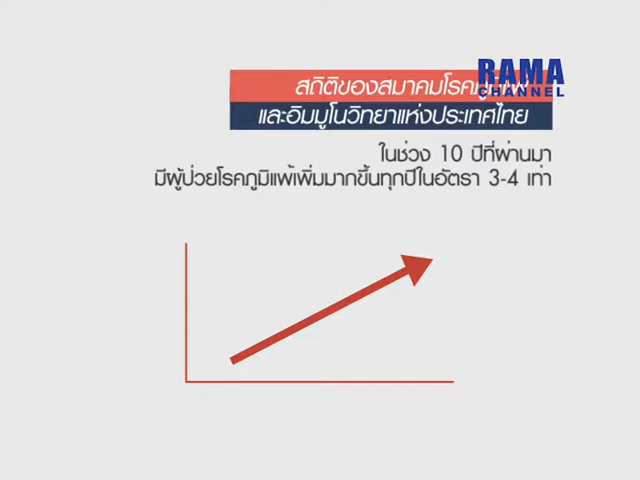 RAMA
CHANNEL
สถิติของสมาคมโรคภูมิแพ้
และอิมมูโนวิทยาแห่งประเทศไทย
ในช่วง 10 ปีที่ผ่านมา
มีผู้ป่วยโรคภูมิแพ้เพิ่มมากขึ้นทุกปีในอัตรา 3-4 เท่า